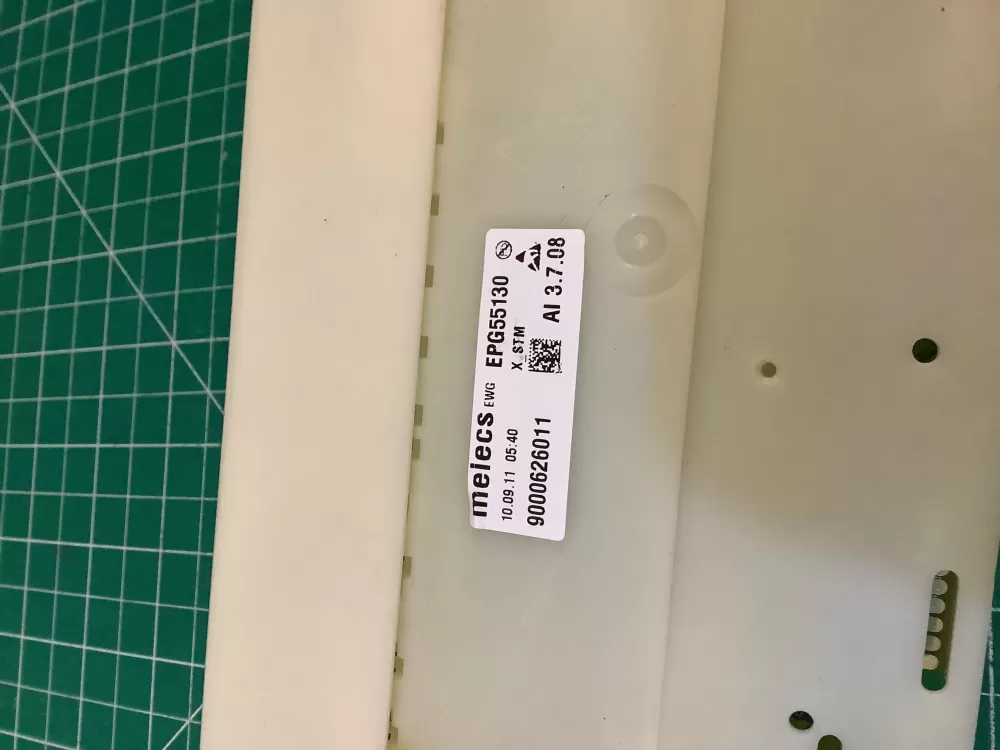 melecs EWG EPG55130
10.09.11 05:40 X_STM
9000626011 AI 3.7.08